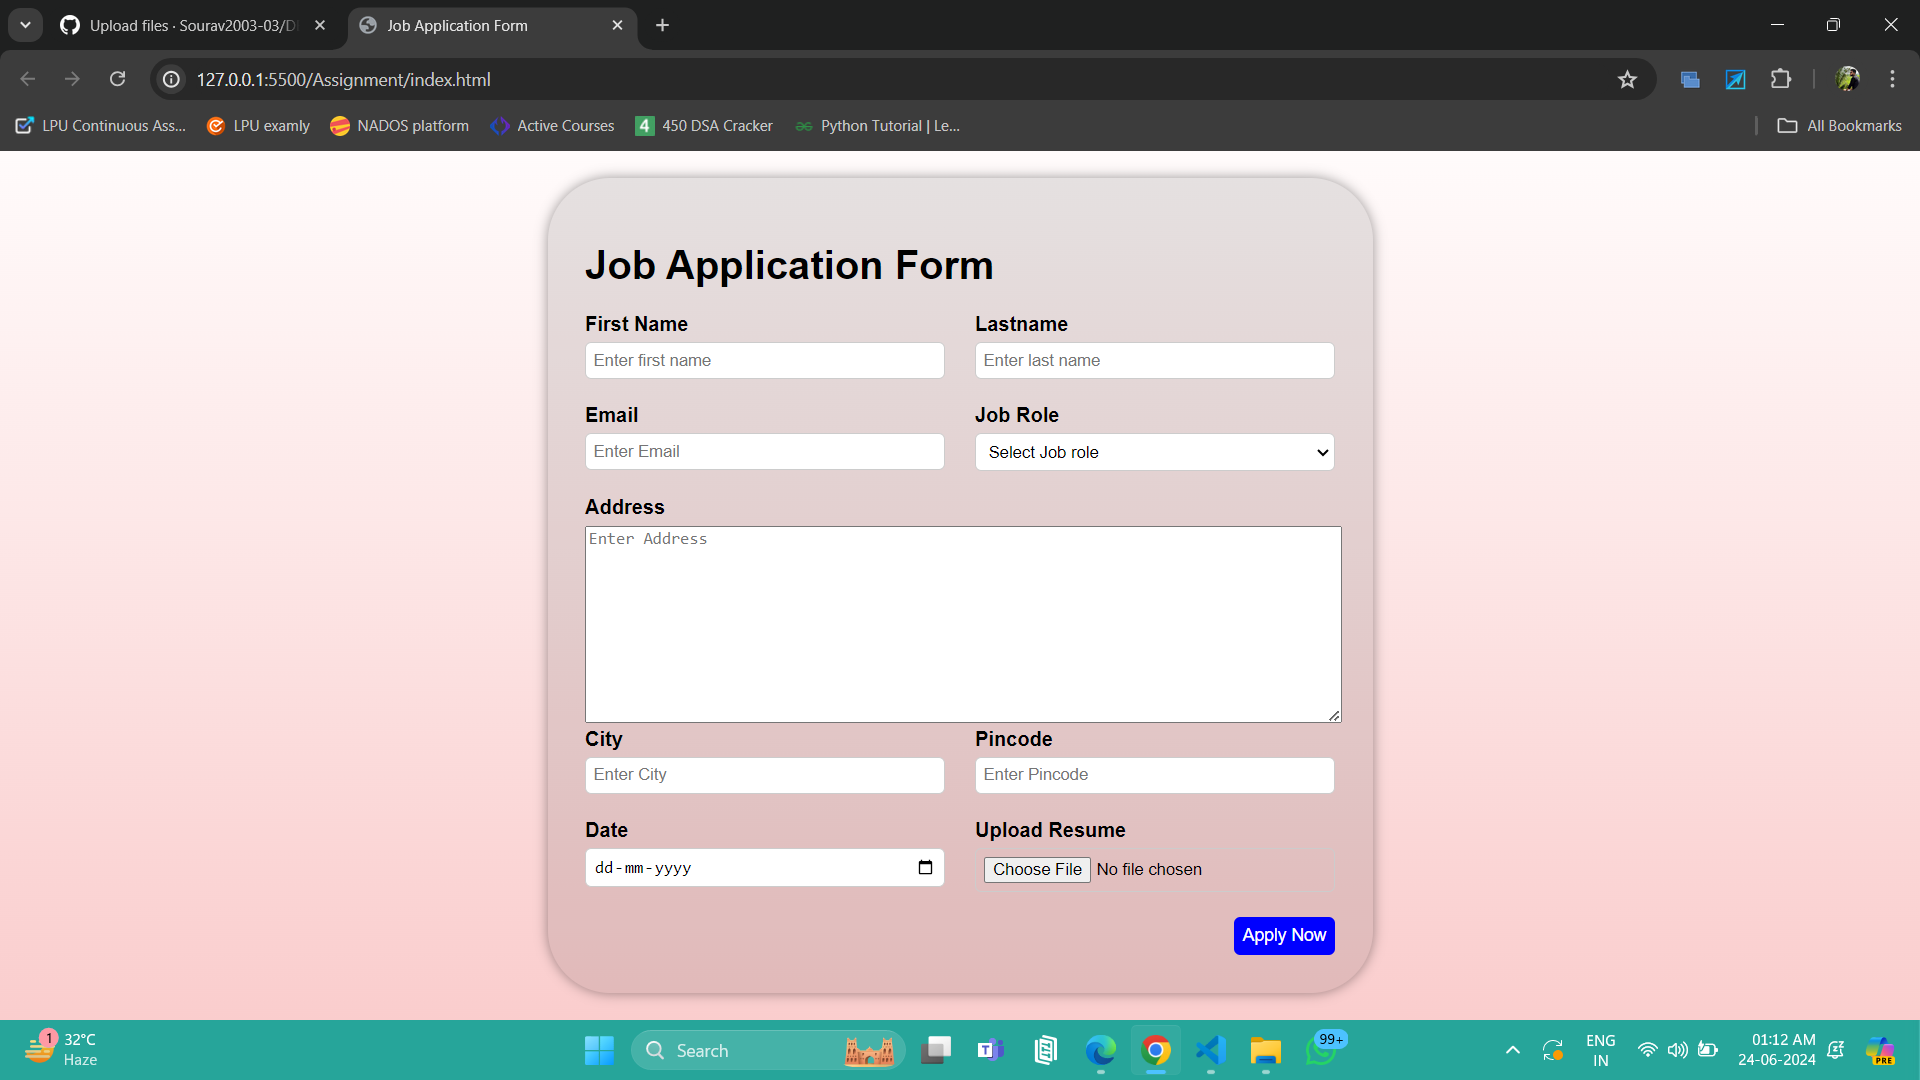 Upload files · Sourav2003-03/D
Job Application Form
127.0.0.1:5500/Assignment/index.html
LPU Continuous Ass...
LPU examly
NADOS platform
Active Courses
4
450 DSA Cracker
Python Tutorial | Le...
All Bookmarks
Job Application Form
First Name
Lastname
Enter first name
Enter last name
Email
Job Role
Enter Email
Select Job role
Address
Enter Address
City
Pincode
Enter City
Enter Pincode
Date
Upload Resume
dd-mm-yyyy
Choose File No file chosen
Apply Now
1
32°C
Haze
Search
99+
ENG
IN
01:12 AM
24-06-2024
PRE